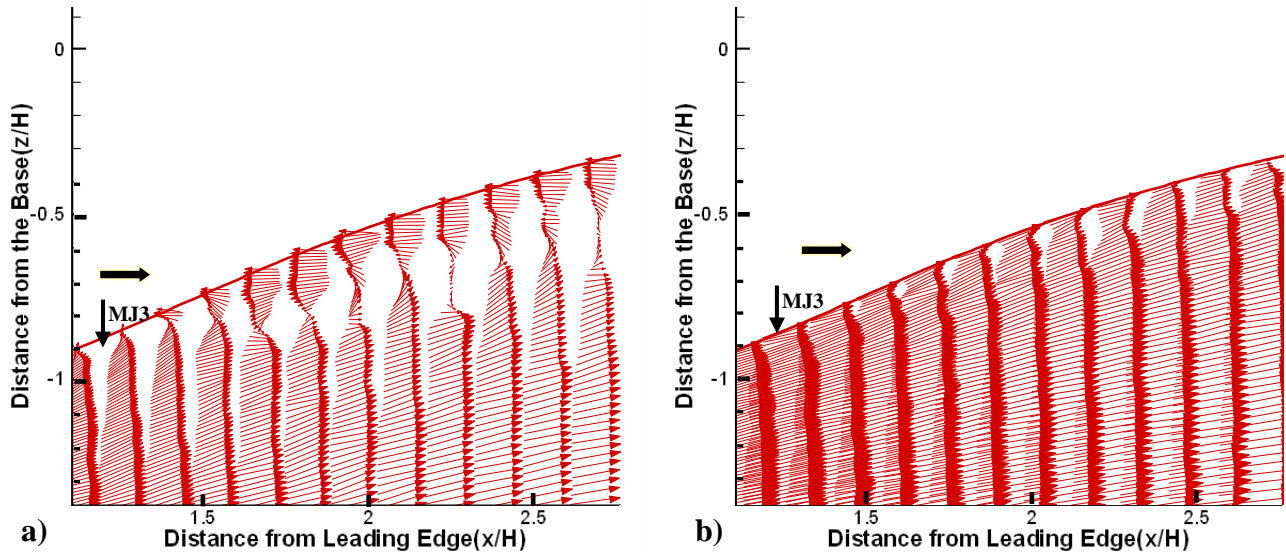 0
-0.5
-1
1.5
2
2.5
Distance from the Base(z/H)
Distance from Leading Edge(x/H)
MJ3
a)
0
-0.5
-1
1.5
2
2.5
Distance from the Base(z/H)
Distance from Leading Edge(x/H)
MJ3
b)